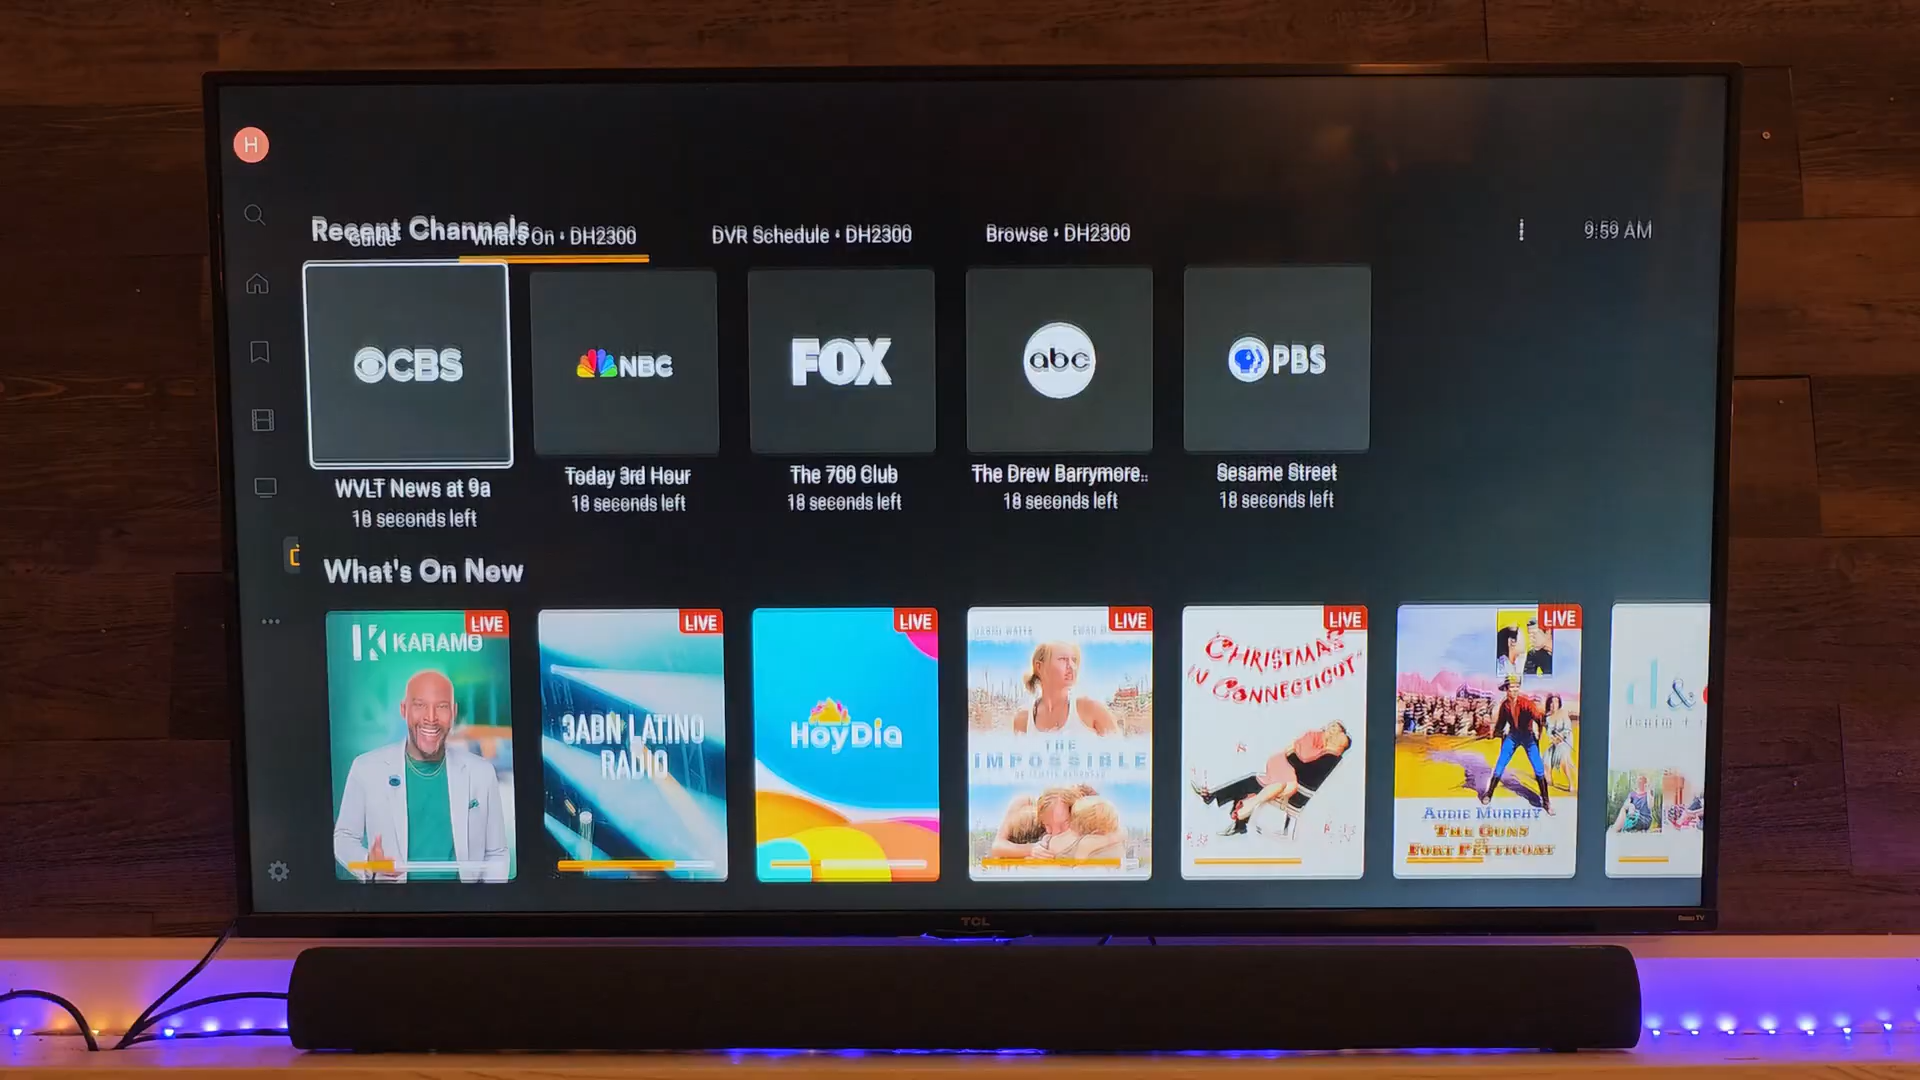 H
Recent Channels
Guide
What's On • DH2300
DVR Schedule • DH2300
Browse • DH2300
9:59 AM
CBS
NBC
FOX
abc
PBS
WVLT News at 9a
18 seconds left
Today 3rd Hour
18 seconds left
The 700 Club
18 seconds left
The Drew Barrymore..
18 seconds left
Sesame Street
18 seconds left
What's On Now
LIVE
K KARAMO
LIVE
3ABN LATINO
RADIO
LIVE
HoyDía
LIVE
THE
IMPOSSIBLE
LIVE
CHRISTMAS
IN CONNECTICUT
LIVE
AUDIE MURPHY
THE GUNS
FORT PETTICOAT
d &
denim +
TCL
Roku TV